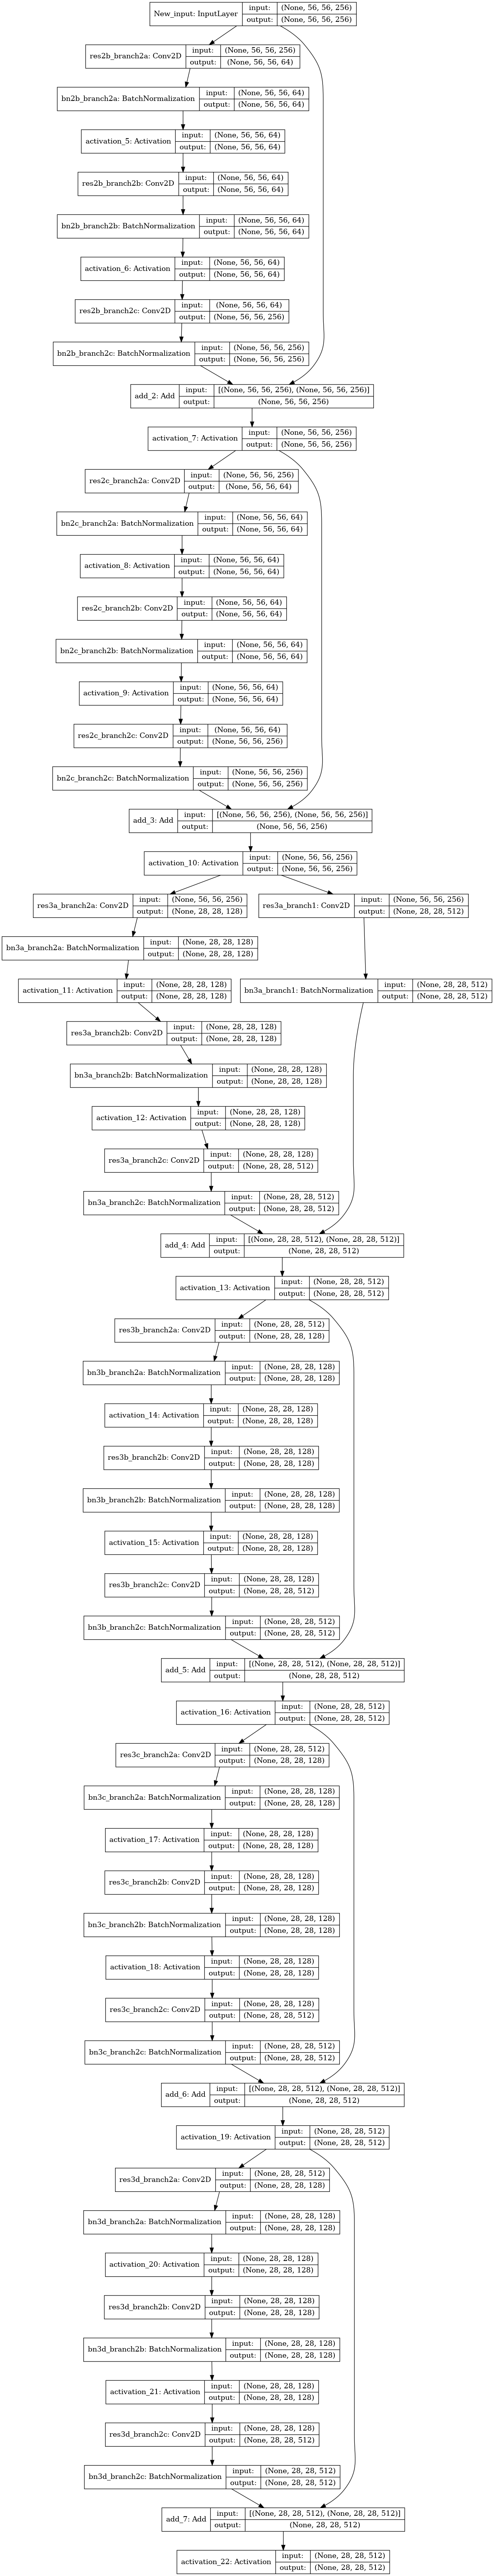 New_input: InputLayer input: (None, 56, 56, 256)
output: (None, 56, 56, 256)
res2b_branch2a: Conv2D input: (None, 56, 56, 256)
output: (None, 56, 56, 64)
bn2b_branch2a: BatchNormalization input: (None, 56, 56, 64)
output: (None, 56, 56, 64)
activation_5: Activation input: (None, 56, 56, 64)
output: (None, 56, 56, 64)
res2b_branch2b: Conv2D input: (None, 56, 56, 64)
output: (None, 56, 56, 64)
bn2b_branch2b: BatchNormalization input: (None, 56, 56, 64)
output: (None, 56, 56, 64)
activation_6: Activation input: (None, 56, 56, 64)
output: (None, 56, 56, 64)
res2b_branch2c: Conv2D input: (None, 56, 56, 64)
output: (None, 56, 56, 256)
bn2b_branch2c: BatchNormalization input: (None, 56, 56, 256)
output: (None, 56, 56, 256)
add_2: Add input: [(None, 56, 56, 256), (None, 56, 56, 256)]
output: (None, 56, 56, 256)
activation_7: Activation input: (None, 56, 56, 256)
output: (None, 56, 56, 256)
res2c_branch2a: Conv2D input: (None, 56, 56, 256)
output: (None, 56, 56, 64)
bn2c_branch2a: BatchNormalization input: (None, 56, 56, 64)
output: (None, 56, 56, 64)
activation_8: Activation input: (None, 56, 56, 64)
output: (None, 56, 56, 64)
res2c_branch2b: Conv2D input: (None, 56, 56, 64)
output: (None, 56, 56, 64)
bn2c_branch2b: BatchNormalization input: (None, 56, 56, 64)
output: (None, 56, 56, 64)
activation_9: Activation input: (None, 56, 56, 64)
output: (None, 56, 56, 64)
res2c_branch2c: Conv2D input: (None, 56, 56, 64)
output: (None, 56, 56, 256)
bn2c_branch2c: BatchNormalization input: (None, 56, 56, 256)
output: (None, 56, 56, 256)
add_3: Add input: [(None, 56, 56, 256), (None, 56, 56, 256)]
output: (None, 56, 56, 256)
activation_10: Activation input: (None, 56, 56, 256)
output: (None, 56, 56, 256)
res3a_branch2a: Conv2D input: (None, 56, 56, 256)
output: (None, 28, 28, 128)
res3a_branch1: Conv2D input: (None, 56, 56, 256)
output: (None, 28, 28, 512)
bn3a_branch2a: BatchNormalization input: (None, 28, 28, 128)
output: (None, 28, 28, 128)
activation_11: Activation input: (None, 28, 28, 128)
output: (None, 28, 28, 128)
bn3a_branch1: BatchNormalization input: (None, 28, 28, 512)
output: (None, 28, 28, 512)
res3a_branch2b: Conv2D input: (None, 28, 28, 128)
output: (None, 28, 28, 128)
bn3a_branch2b: BatchNormalization input: (None, 28, 28, 128)
output: (None, 28, 28, 128)
activation_12: Activation input: (None, 28, 28, 128)
output: (None, 28, 28, 128)
res3a_branch2c: Conv2D input: (None, 28, 28, 128)
output: (None, 28, 28, 512)
bn3a_branch2c: BatchNormalization input: (None, 28, 28, 512)
output: (None, 28, 28, 512)
add_4: Add input: [(None, 28, 28, 512), (None, 28, 28, 512)]
output: (None, 28, 28, 512)
activation_13: Activation input: (None, 28, 28, 512)
output: (None, 28, 28, 512)
res3b_branch2a: Conv2D input: (None, 28, 28, 512)
output: (None, 28, 28, 128)
bn3b_branch2a: BatchNormalization input: (None, 28, 28, 128)
output: (None, 28, 28, 128)
activation_14: Activation input: (None, 28, 28, 128)
output: (None, 28, 28, 128)
res3b_branch2b: Conv2D input: (None, 28, 28, 128)
output: (None, 28, 28, 128)
bn3b_branch2b: BatchNormalization input: (None, 28, 28, 128)
output: (None, 28, 28, 128)
activation_15: Activation input: (None, 28, 28, 128)
output: (None, 28, 28, 128)
res3b_branch2c: Conv2D input: (None, 28, 28, 128)
output: (None, 28, 28, 512)
bn3b_branch2c: BatchNormalization input: (None, 28, 28, 512)
output: (None, 28, 28, 512)
add_5: Add input: [(None, 28, 28, 512), (None, 28, 28, 512)]
output: (None, 28, 28, 512)
activation_16: Activation input: (None, 28, 28, 512)
output: (None, 28, 28, 512)
res3c_branch2a: Conv2D input: (None, 28, 28, 512)
output: (None, 28, 28, 128)
bn3c_branch2a: BatchNormalization input: (None, 28, 28, 128)
output: (None, 28, 28, 128)
activation_17: Activation input: (None, 28, 28, 128)
output: (None, 28, 28, 128)
res3c_branch2b: Conv2D input: (None, 28, 28, 128)
output: (None, 28, 28, 128)
bn3c_branch2b: BatchNormalization input: (None, 28, 28, 128)
output: (None, 28, 28, 128)
activation_18: Activation input: (None, 28, 28, 128)
output: (None, 28, 28, 128)
res3c_branch2c: Conv2D input: (None, 28, 28, 128)
output: (None, 28, 28, 512)
bn3c_branch2c: BatchNormalization input: (None, 28, 28, 512)
output: (None, 28, 28, 512)
add_6: Add input: [(None, 28, 28, 512), (None, 28, 28, 512)]
output: (None, 28, 28, 512)
activation_19: Activation input: (None, 28, 28, 512)
output: (None, 28, 28, 512)
res3d_branch2a: Conv2D input: (None, 28, 28, 512)
output: (None, 28, 28, 128)
bn3d_branch2a: BatchNormalization input: (None, 28, 28, 128)
output: (None, 28, 28, 128)
activation_20: Activation input: (None, 28, 28, 128)
output: (None, 28, 28, 128)
res3d_branch2b: Conv2D input: (None, 28, 28, 128)
output: (None, 28, 28, 128)
bn3d_branch2b: BatchNormalization input: (None, 28, 28, 128)
output: (None, 28, 28, 128)
activation_21: Activation input: (None, 28, 28, 128)
output: (None, 28, 28, 128)
res3d_branch2c: Conv2D input: (None, 28, 28, 128)
output: (None, 28, 28, 512)
bn3d_branch2c: BatchNormalization input: (None, 28, 28, 512)
output: (None, 28, 28, 512)
add_7: Add input: [(None, 28, 28, 512), (None, 28, 28, 512)]
output: (None, 28, 28, 512)
activation_22: Activation input: (None, 28, 28, 512)
output: (None, 28, 28, 512)